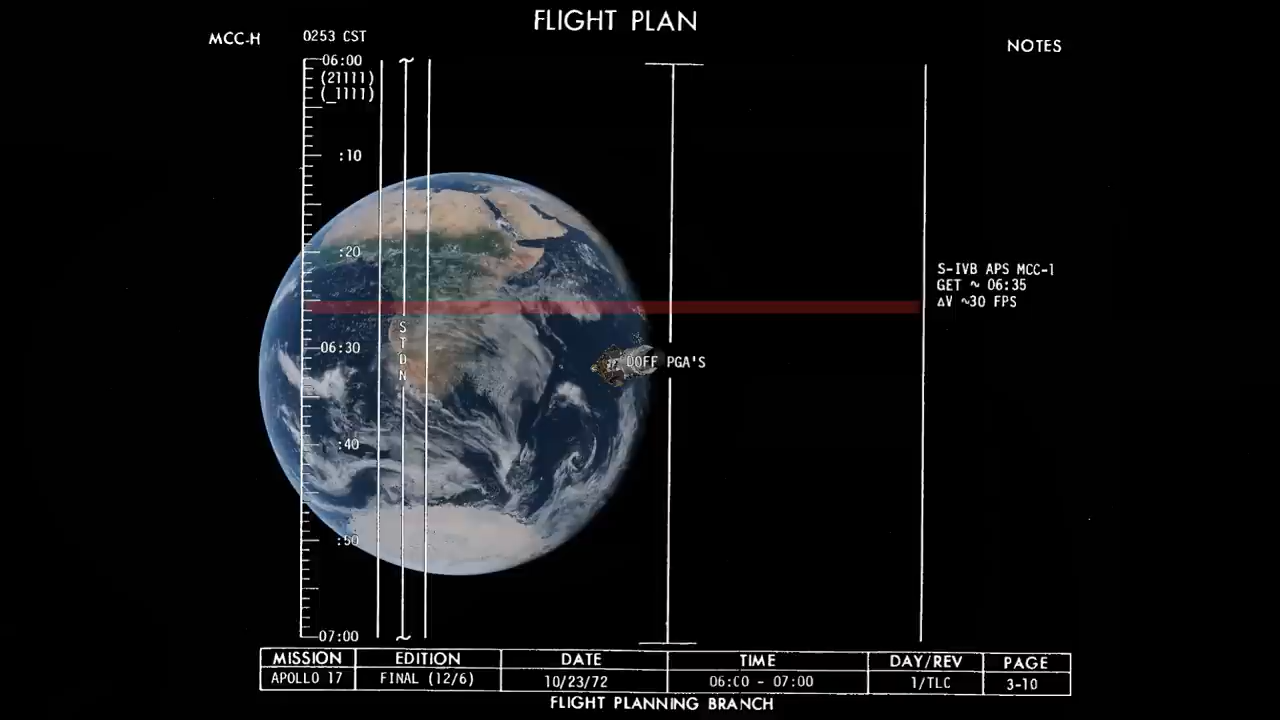 FLIGHT PLAN
MCC-H
0253 CST
NOTES
06:00
(21111)
(_1111)
:10
:20
S-IVB APS MCC-1
GET ~ 06:35
ΔV ~30 FPS
STDN
06:30
DOFF PGA'S
:40
:50
07:00
MISSION EDITION DATE TIME DAY/REV PAGE
APOLLO 17 FINAL (12/6) 10/23/72 06:00 - 07:00 1/TLC 3-10
FLIGHT PLANNING BRANCH